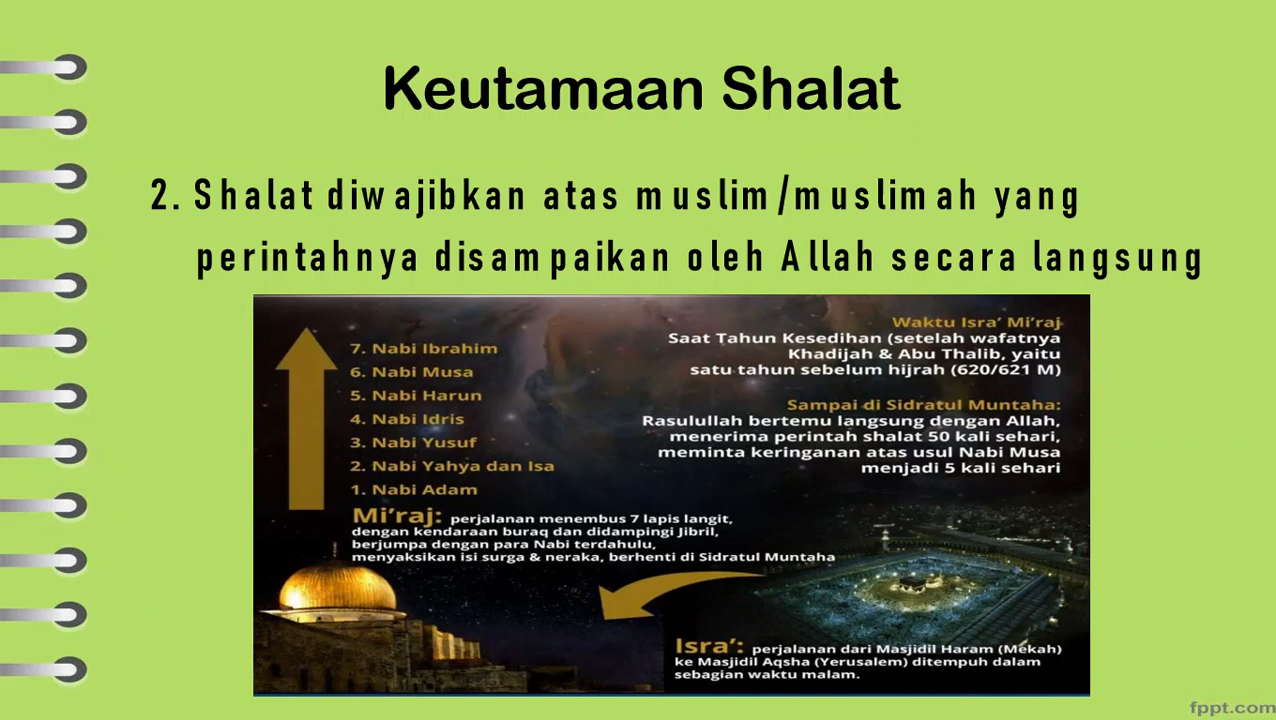 Keutamaan Shalat
2. Shalat diwajibkan atas muslim/muslimah yang
perintahnya disampaikan oleh Allah secara langsung
7. Nabi Ibrahim
6. Nabi Musa
5. Nabi Harun
4. Nabi Idris
3. Nabi Yusuf
2. Nabi Yahya dan Isa
1. Nabi Adam
Mi'raj: perjalanan menembus 7 lapis langit,
dengan kendaraan buraq dan didampingi Jibril,
berjumpa dengan para Nabi terdahulu,
menyaksikan isi surga & neraka, berhenti di Sidratul Muntaha
Waktu Isra' Mi'raj
Saat Tahun Kesedihan (setelah wafatnya
Khadijah & Abu Thalib, yaitu
satu tahun sebelum hijrah (620/621 M)
Sampai di Sidratul Muntaha:
Rasulullah bertemu langsung dengan Allah,
menerima perintah shalat 50 kali sehari,
meminta keringanan atas usul Nabi Musa
menjadi 5 kali sehari
Isra': perjalanan dari Masjidil Haram (Mekah)
ke Masjidil Aqsha (Yerusalem) ditempuh dalam
sebagian waktu malam.
fppt.com